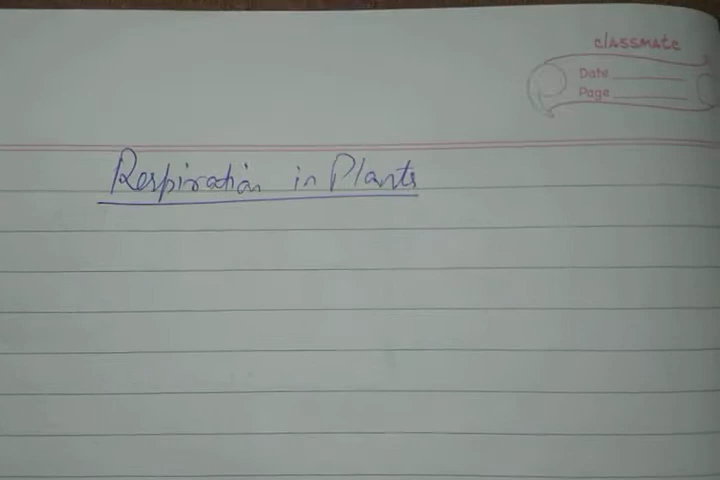 classmate
Date
Page
Respiration in Plants